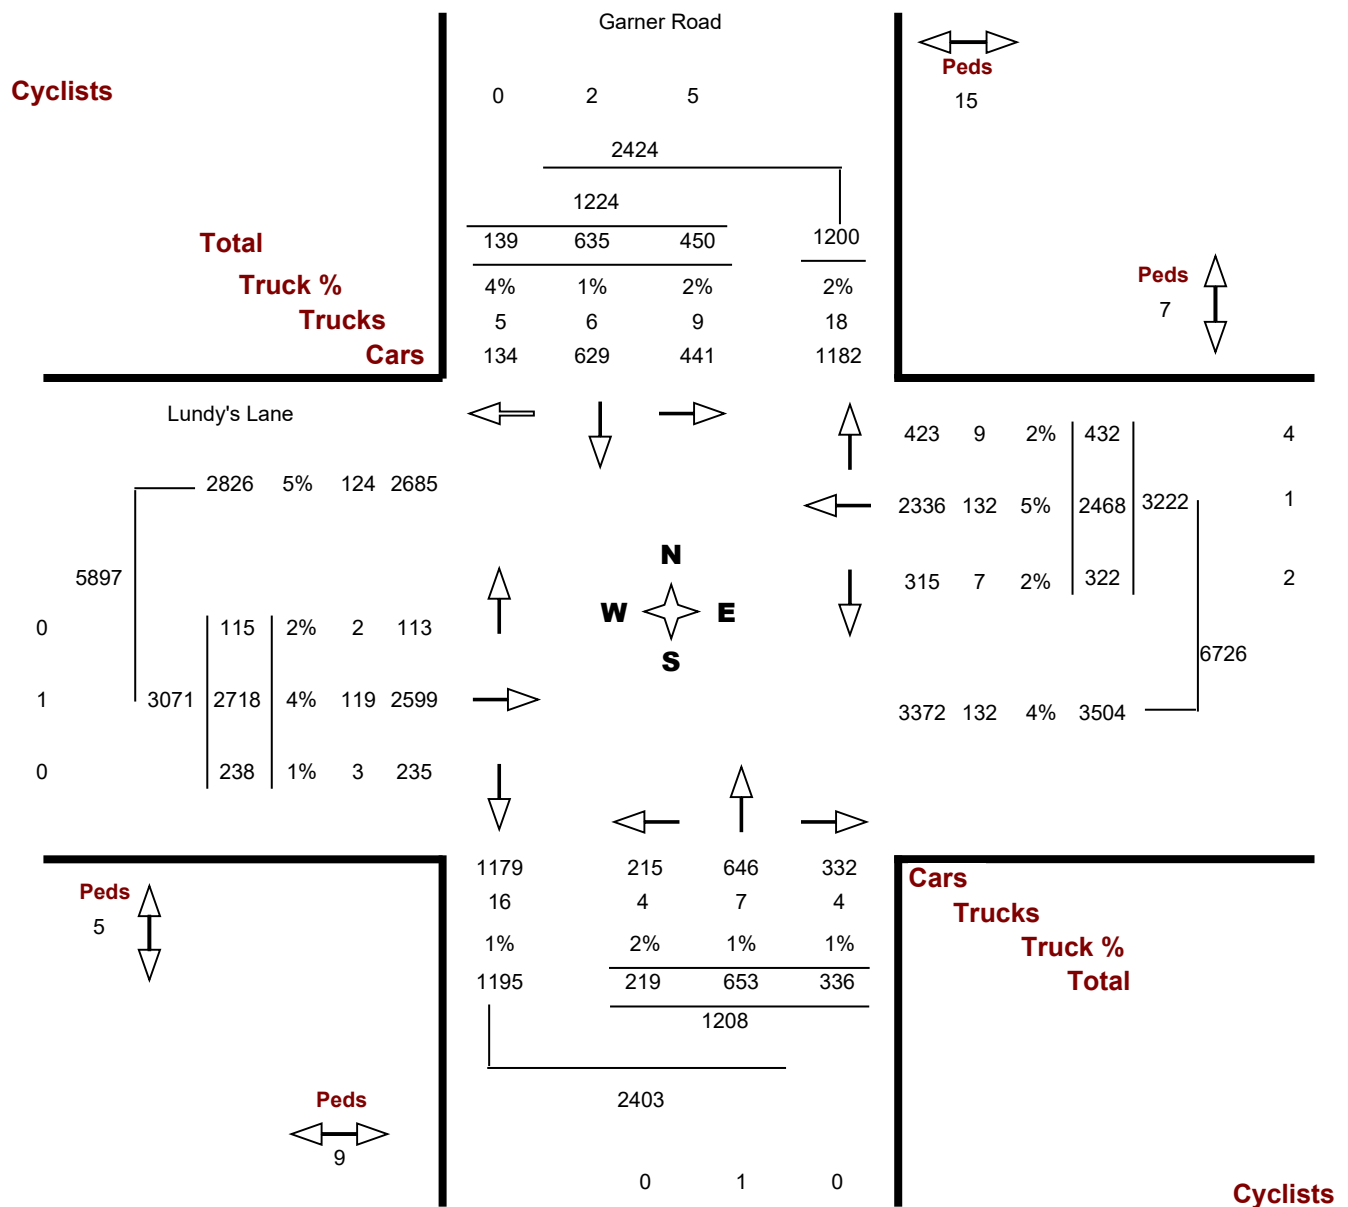 Garner Road
Peds
15
Cyclists
0 2 5
2424
1224
Total 139 635 450 1200
Truck % 4% 1% 2% 2%
Trucks 5 6 9 18
Cars 134 629 441 1182
Peds
7
Lundy's Lane
423 9 2% 432 4
2826 5% 124 2685
2336 132 5% 2468 3222 1
N
5897
315 7 2% 322 2
W E
S
0 115 2% 2 113
6726
1 3071 2718 4% 119 2599
3372 132 4% 3504
0 238 1% 3 235
1179 215 646 332 Cars
16 4 7 4 Trucks
1% 2% 1% 1% Truck %
1195 219 653 336 Total
1208
Peds
5
2403
Peds
9
0 1 0
Cyclists